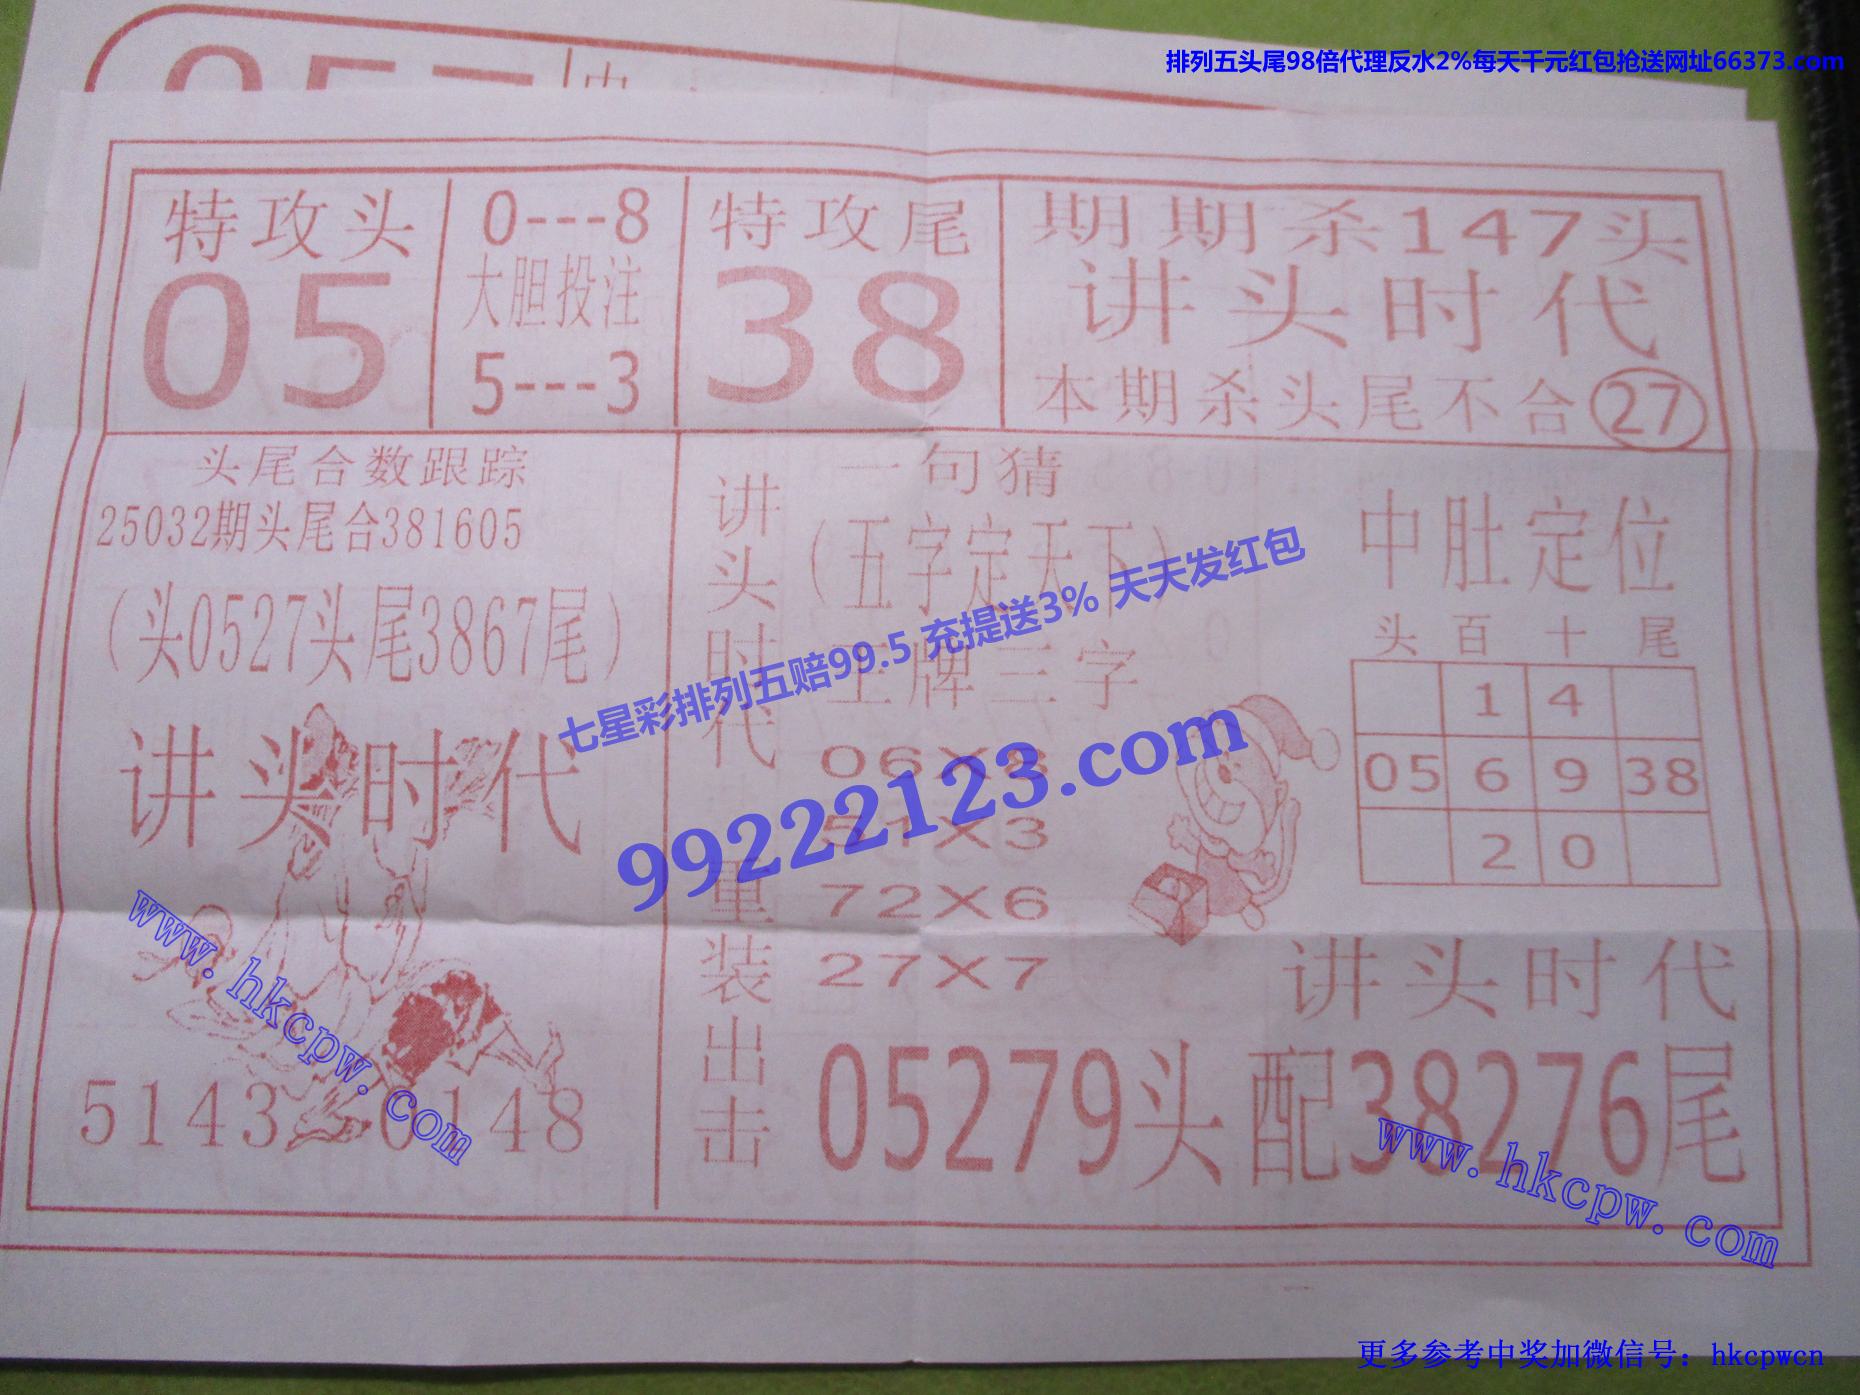 排列五头尾98倍代理反水2%每天千元红包抢送网址66373.com
特攻头
05
0---8
大胆投注
5---3
特攻尾
38
期期杀147头
讲头时代
本期杀头尾不合 27
头尾合数跟踪
25032期头尾合381605
(头0527头尾3867尾)
讲头时代
5143 0148
讲头时代
重装出击
一句猜
(五字定天下)
王牌三字
06X8
51X3
72X6
27X7
中肚定位
头 百 十 尾
1 4
05 6 9 38
2 0
讲头时代
05279头 配38276尾
七星彩排列五赔99.5 充提送3% 天天发红包
99222123.com
www.hkcpw.com
www.hkcpw.com
更多参考中奖加微信号：hkcpwcn